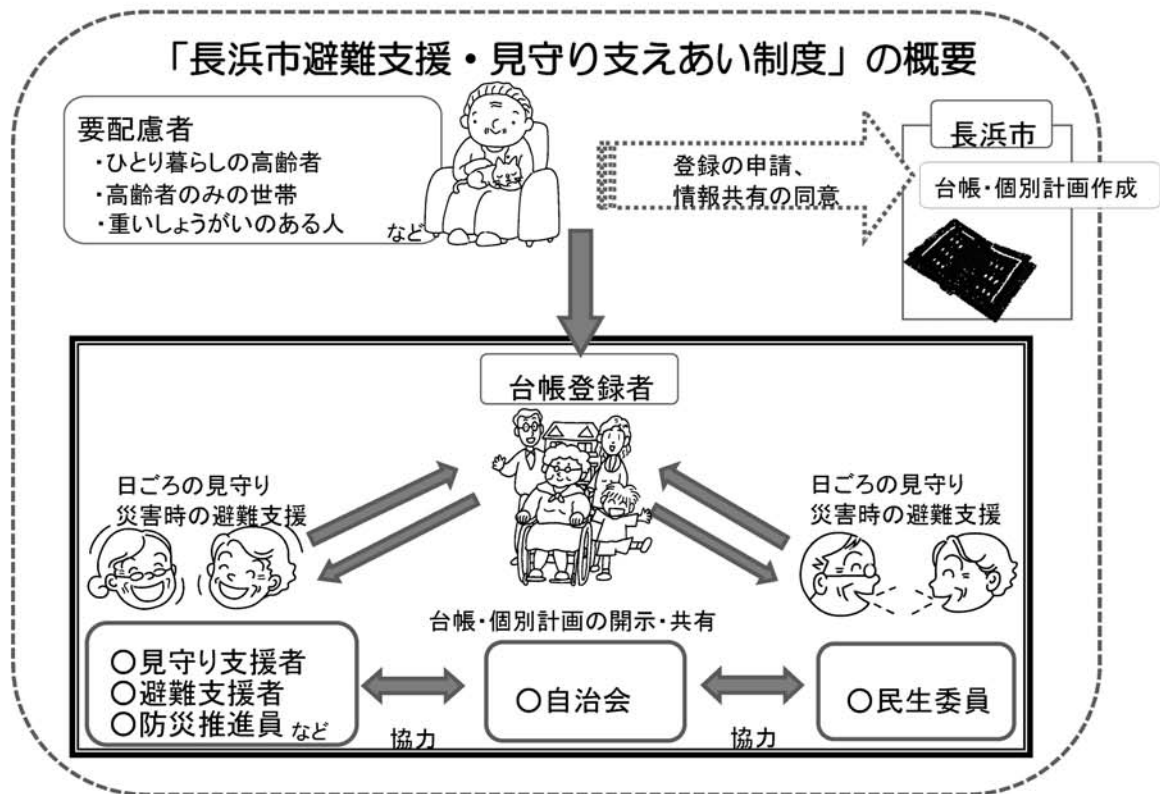 「長浜市避難支援・見守り支えあい制度」の概要
要配慮者
・ひとり暮らしの高齢者
・高齢者のみの世帯
・重いしょうがいのある人
など
登録の申請、
情報共有の同意
長浜市
台帳・個別計画作成
台帳登録者
日ごろの見守り
災害時の避難支援
日ごろの見守り
災害時の避難支援
台帳・個別計画の開示・共有
○見守り支援者
○避難支援者
○防災推進員 など
協力
○自治会
協力
○民生委員